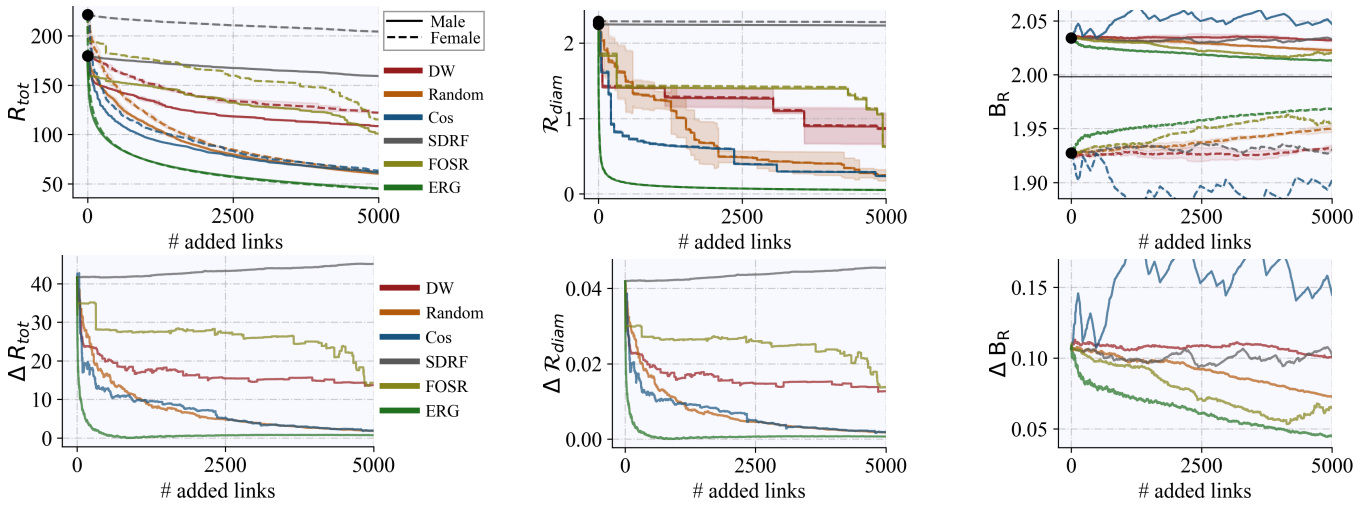 R_tot
200
150
100
50
0
2500
5000
# added links
Male
Female
DW
Random
Cos
SDRF
FOSR
ERG
ℛ_diam
2
1
0
0
2500
5000
# added links
B_R
2.05
2.00
1.95
1.90
0
2500
5000
# added links
Δ R_tot
40
30
20
10
0
0
2500
5000
# added links
DW
Random
Cos
SDRF
FOSR
ERG
Δ ℛ_diam
0.04
0.02
0.00
0
2500
5000
# added links
Δ B_R
0.15
0.10
0.05
0
2500
5000
# added links